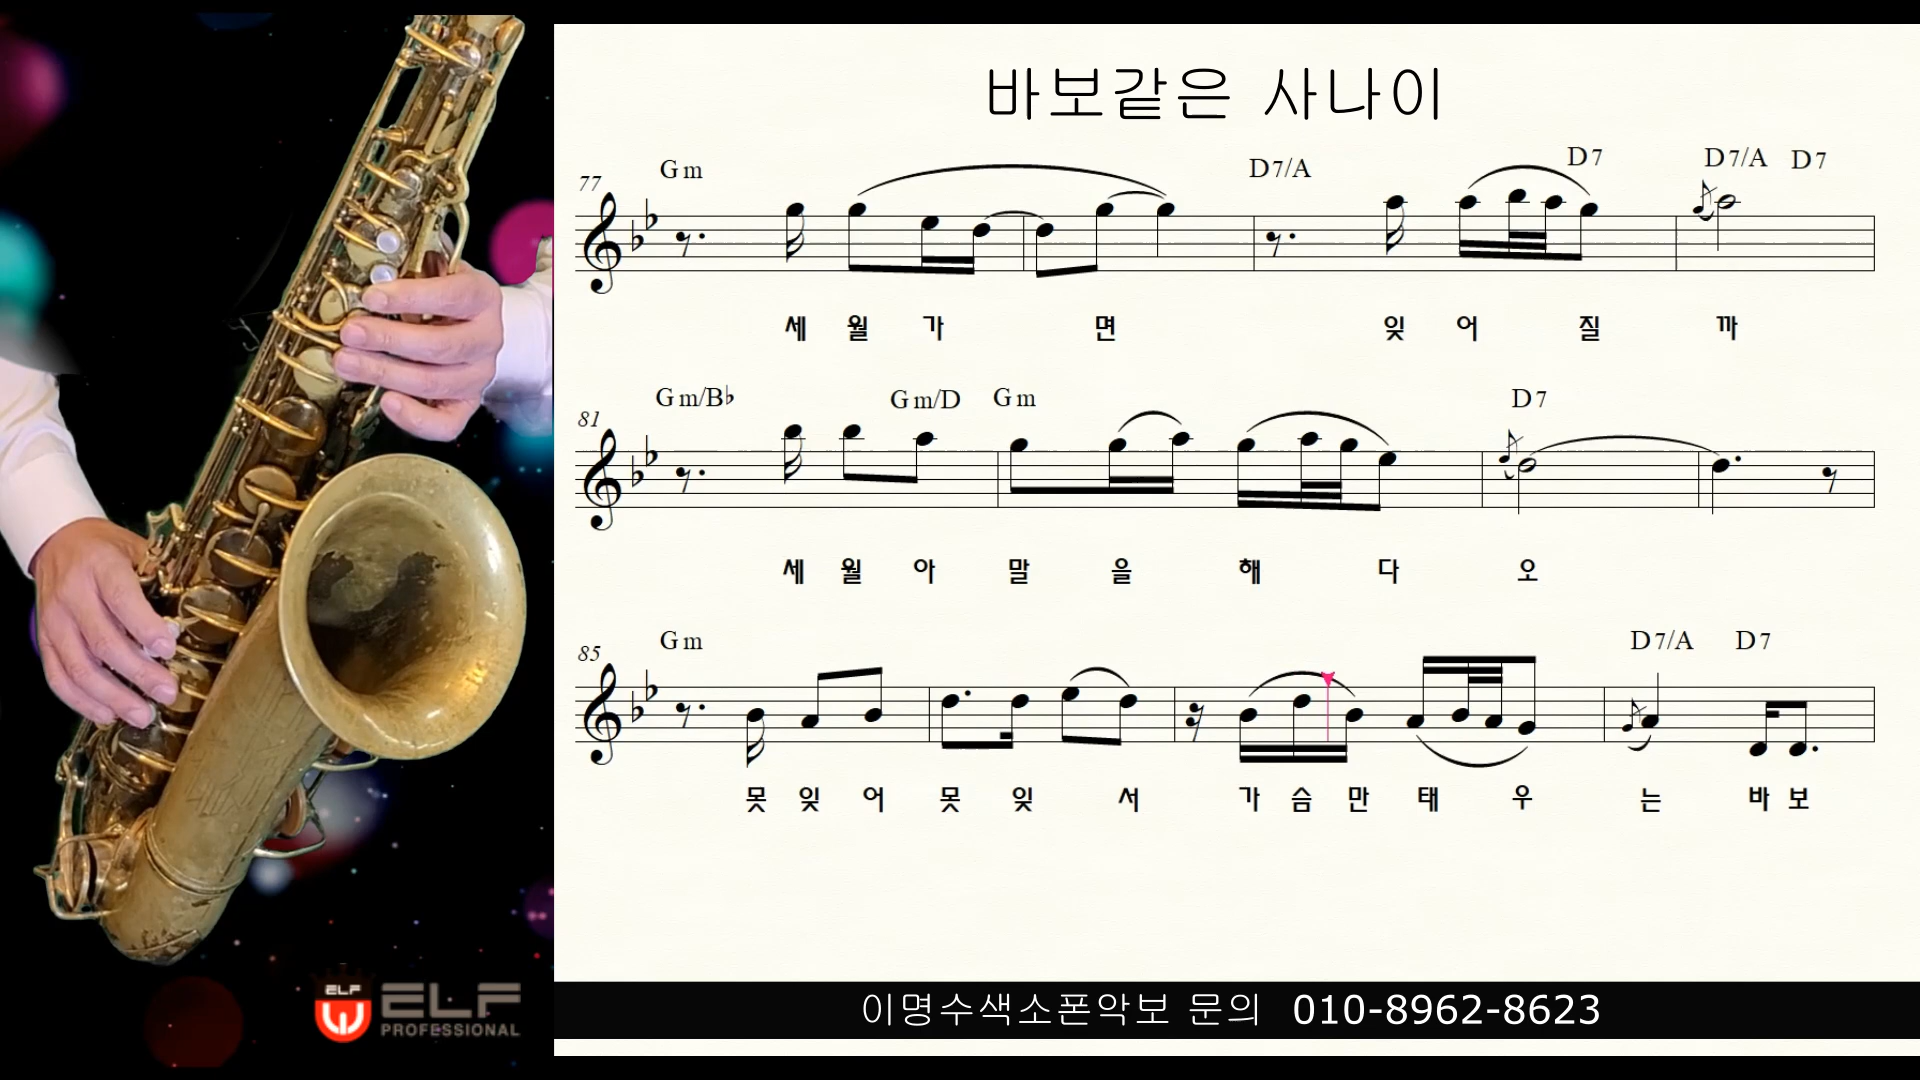 바보같은 사나이
Gm D7/A D7 D7/A D7
77
세 월 가 면 잊 어 질 까
Gm/B♭ Gm/D Gm D7
81
세 월 아 말 을 해 다 오
Gm D7/A D7
85
못 잊 어 못 잊 서 가 슴 만 태 우 는 바 보
ELF ELF
PROFESSIONAL
이명수색소폰악보 문의 010-8962-8623